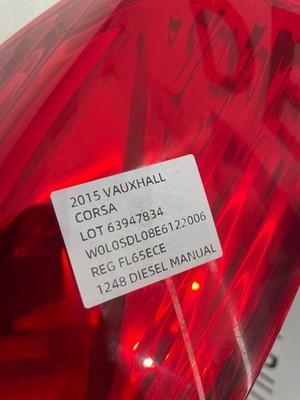 2015 VAUXHALL
CORSA
LOT 63947834
W0L0SDL08E6122006
REG FL65ECE
1248 DIESEL MANUAL